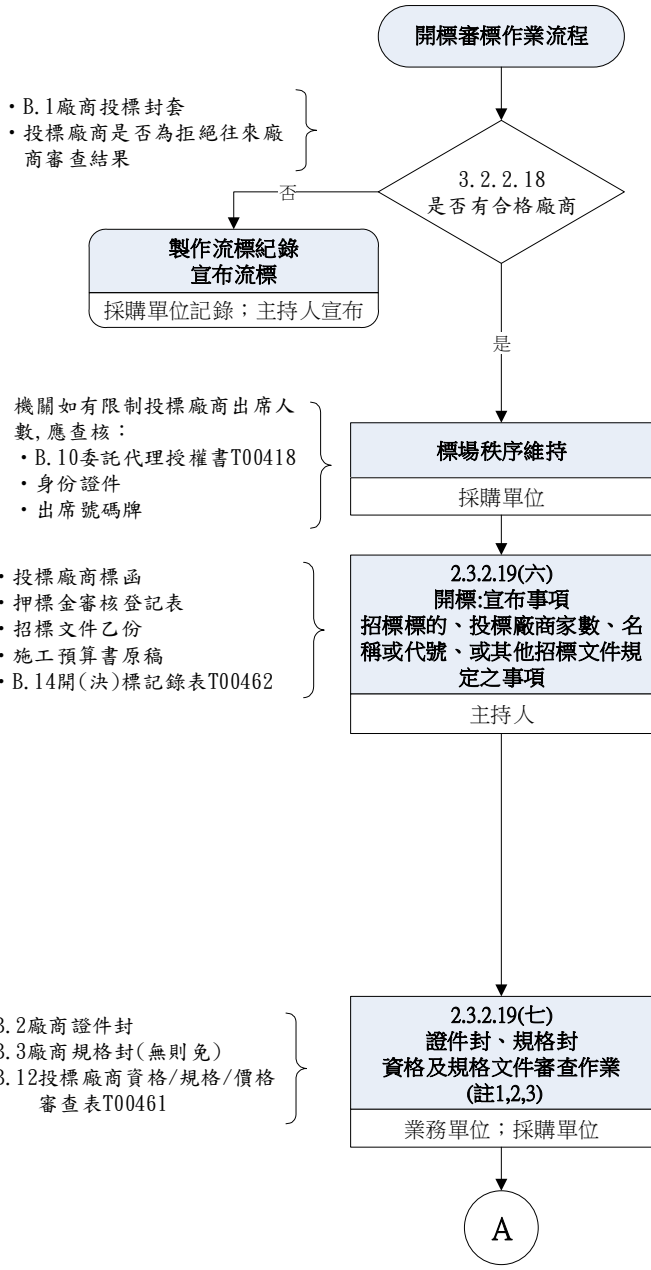 開標審標作業流程
・B.1廠商投標封套
・投標廠商是否為拒絕往來廠
商審查結果
3.2.2.18
是否有合格廠商
否
製作流標紀錄
宣布流標
採購單位記錄；主持人宣布
是
機關如有限制投標廠商出席人
數,應查核：
・B.10委託代理授權書T00418
・身份證件
・出席號碼牌
標場秩序維持
採購單位
・投標廠商標函
・押標金審核登記表
・招標文件乙份
・施工預算書原稿
・B.14開(決)標記錄表T00462
2.3.2.19(六)
開標:宣布事項
招標標的、投標廠商家數、名
稱或代號、或其他招標文件規
定之事項
主持人
3.2廠商證件封
3.3廠商規格封(無則免)
3.12投標廠商資格/規格/價格
審查表T00461
2.3.2.19(七)
證件封、規格封
資格及規格文件審查作業
(註1,2,3)
業務單位；採購單位
A